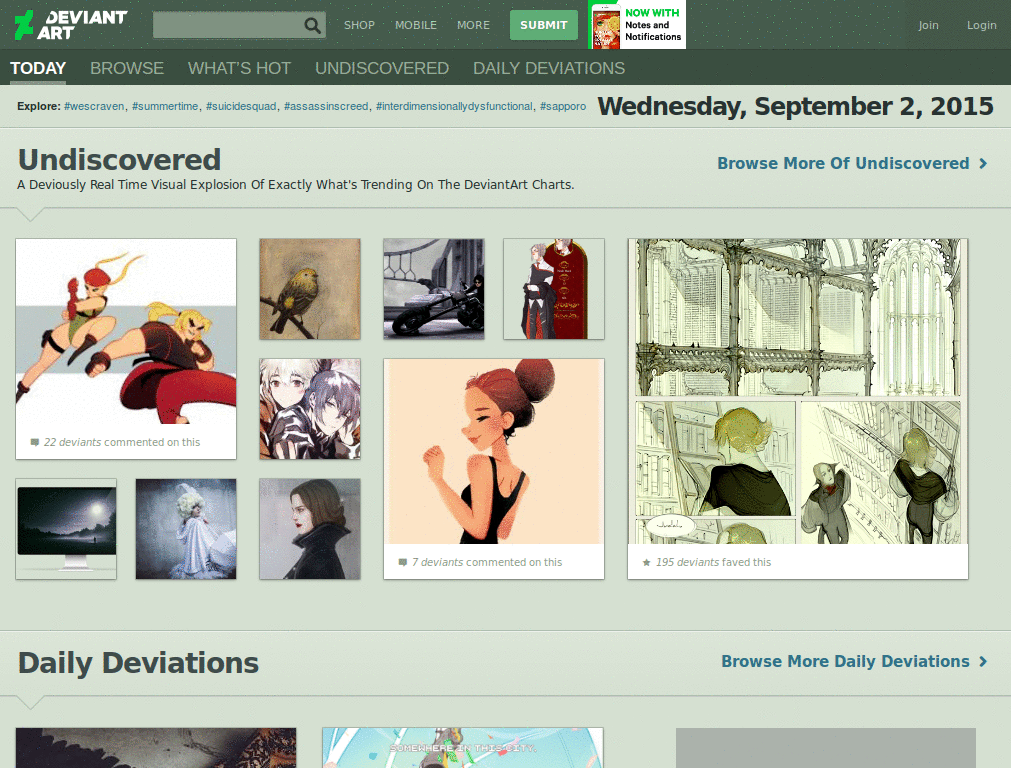 DEVIANT
ART
SHOP
MOBILE
MORE
SUBMIT
NOW WITH
Notes and
Notifications
Join
Login
TODAY
BROWSE
WHAT'S HOT
UNDISCOVERED
DAILY DEVIATIONS
Explore: #wescraven, #summertime, #suicidesquad, #assassinscreed, #interdimensionallydysfunctional, #sapporo
Wednesday, September 2, 2015
Undiscovered
Browse More Of Undiscovered
A Deviously Real Time Visual Explosion Of Exactly What's Trending On The DeviantArt Charts.
22 deviants commented on this
7 deviants commented on this
195 deviants faved this
Daily Deviations
Browse More Daily Deviations
SOMEWHERE IN THIS CITY.